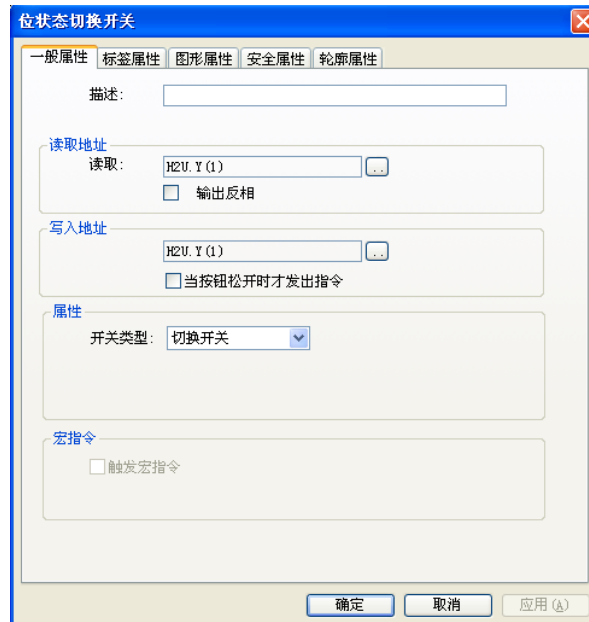 位状态切换开关
一般属性 标签属性 图形属性 安全属性 轮廓属性
描述:
读取地址
读取: H2U.Y(1) ..
输出反相
写入地址
H2U.Y(1) ..
当按钮松开时才发出指令
属性
开关类型: 切换开关
宏指令
触发宏指令
确定 取消 应用(A)